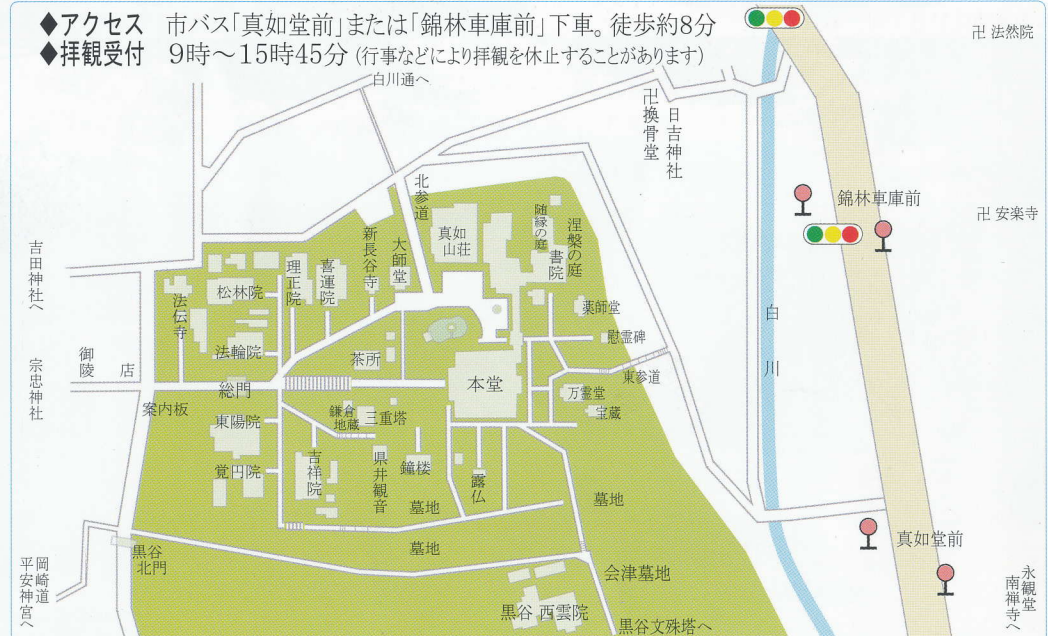 ◆アクセス 市バス「真如堂前」または「錦林車庫前」下車。徒歩約8分
◆拝観受付 9時～15時45分 (行事などにより拝観を休止することがあります)
白川通へ
卍 法然院
卍換骨堂
日吉神社
錦林車庫前
卍 安楽寺
北参道
真如
山荘
随縁の庭
涅槃の庭
書院
新長谷寺
大師堂
吉田神社へ
理正院
喜運院
松林院
法伝寺
薬師堂
白川
慰霊碑
法輪院
茶所
本堂
東参道
御陵
店
宗忠神社
総門
万霊堂
宝蔵
案内板
東陽院
鎌倉
地蔵
三重塔
覚円院
吉祥院
県井観音
鐘楼
露仏
墓地
墓地
墓地
真如堂前
黒谷
北門
会津墓地
岡崎道
平安神宮へ
永観堂
南禅寺へ
黒谷 西雲院
黒谷文殊塔へ